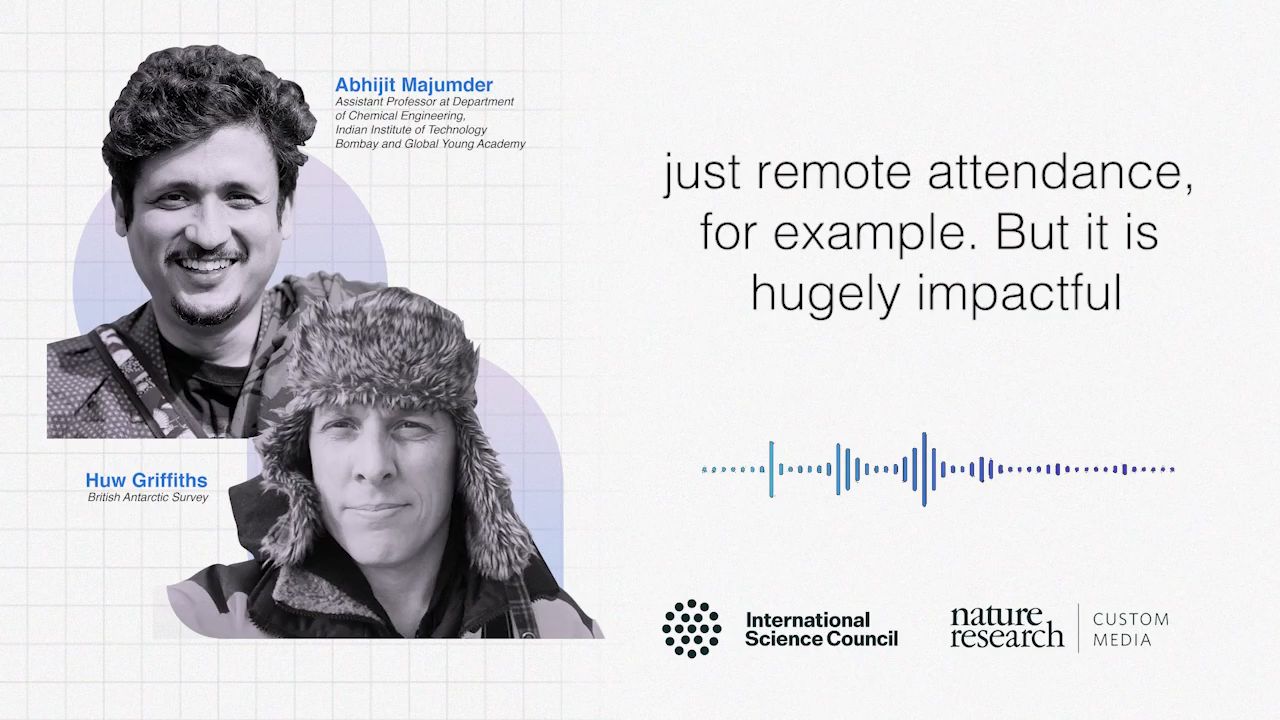 Abhijit Majumder
Assistant Professor at Department
of Chemical Engineering,
Indian Institute of Technology
Bombay and Global Young Academy
just remote attendance,
for example. But it is
hugely impactful
Huw Griffiths
British Antarctic Survey
International
Science Council
nature
research
CUSTOM
MEDIA